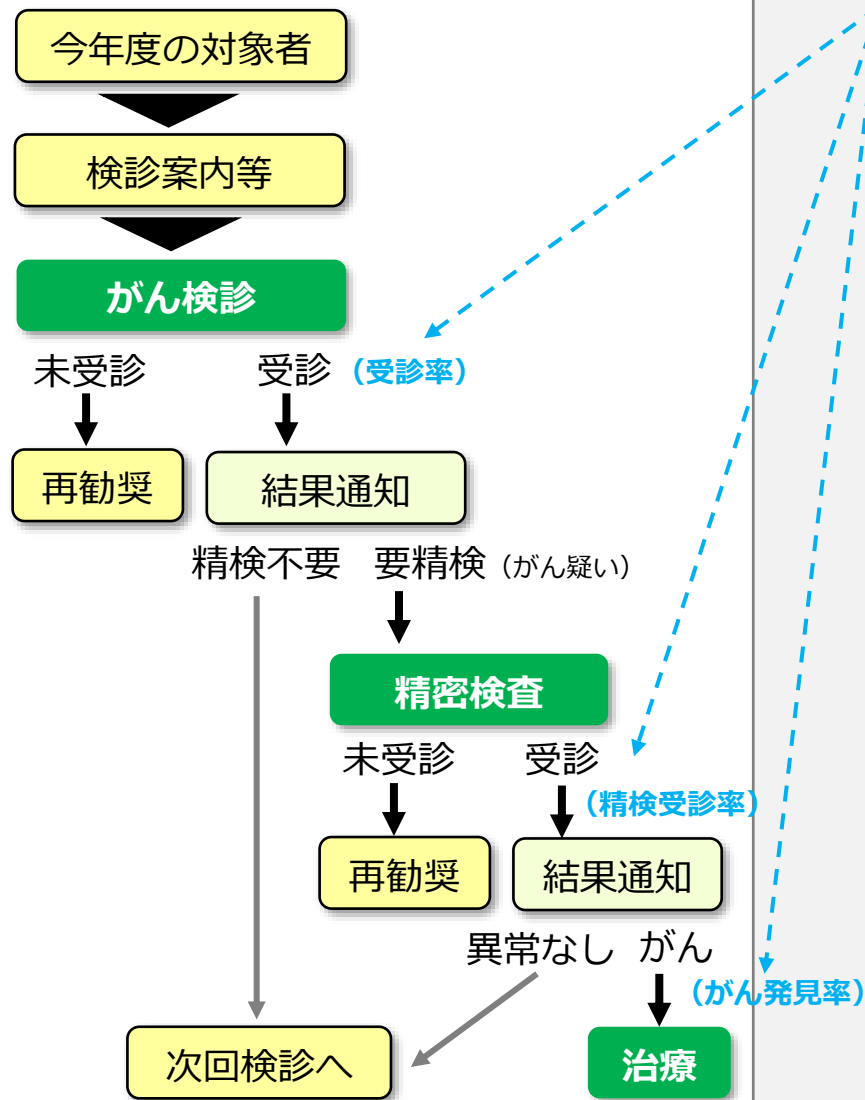 今年度の対象者
検診案内等
がん検診
未受診 受診 (受診率)
再勧奨 結果通知
精検不要 要精検 (がん疑い)
精密検査
未受診 受診
(精検受診率)
再勧奨 結果通知
異常なし がん
(がん発見率)
次回検診へ 治療